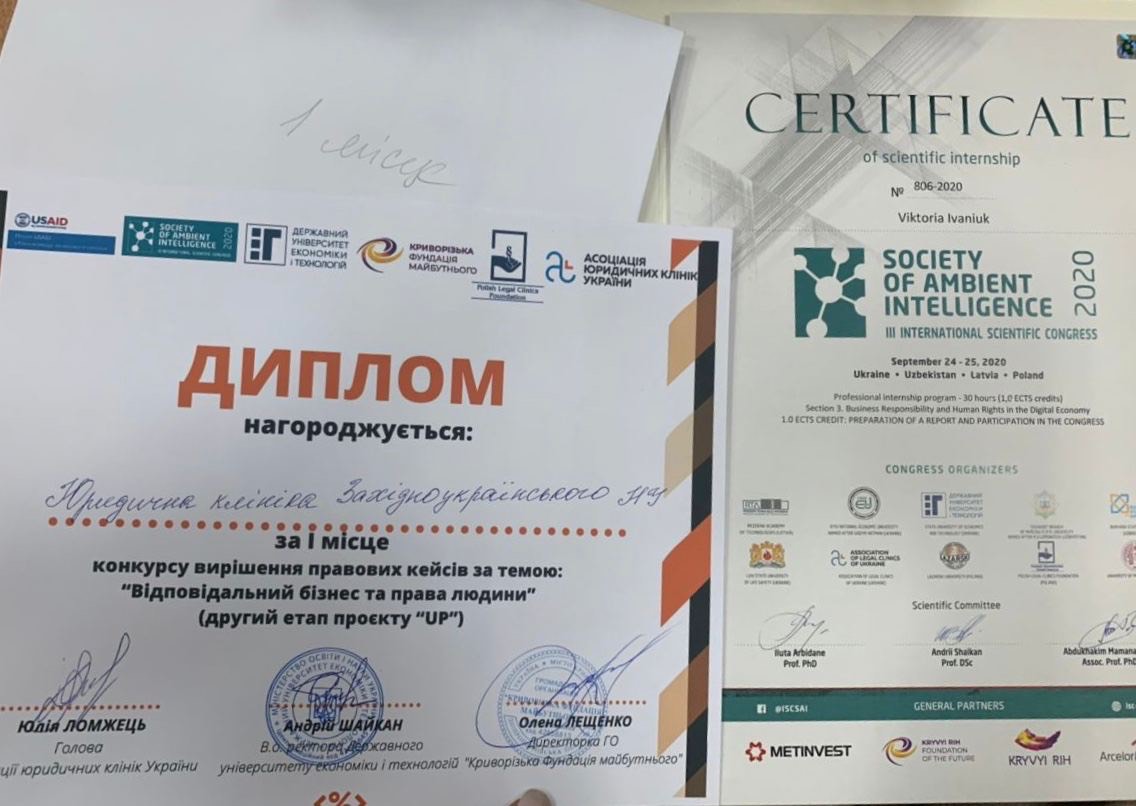 1 місце
USAID
SOCIETY
OF AMBIENT
INTELLIGENCE
2020
ДЕРЖАВНИЙ
УНІВЕРСИТЕТ
ЕКОНОМІКИ
І ТЕХНОЛОГІЙ
КРИВОРІЗЬКА
ФУНДАЦІЯ
МАЙБУТНЬОГО
Polish Legal Clinics
Foundation
АСОЦІАЦІЯ
ЮРИДИЧНИХ КЛІНІК
УКРАЇНИ
ДИПЛОМ
нагороджується:
Юридична клініка Західноукраїнського НУ
за І місце
конкурсу вирішення правових кейсів за темою:
“Відповідальний бізнес та права людини”
(другий етап проєкту “UP”)
Юлія ЛОМЖЕЦЬ
Голова
ції юридичних клінік України
Андрій ШАЙКАН
В.о. ректора Державного
університету економіки і технологій
Олена ЛЕЩЕНКО
Директорка ГО
"Криворізька Фундація майбутнього"
CERTIFICATE
of scientific internship
№ 806-2020
Viktoria Ivaniuk
SOCIETY
OF AMBIENT
INTELLIGENCE
2020
III INTERNATIONAL SCIENTIFIC CONGRESS
September 24 - 25, 2020
Ukraine • Uzbekistan • Latvia • Poland
Professional internship program - 30 hours (1,0 ECTS credits)
Section 3. Business Responsibility and Human Rights in the Digital Economy
1.0 ECTS CREDIT: PREPARATION OF A REPORT AND PARTICIPATION IN THE CONGRESS
CONGRESS ORGANIZERS
ДЕРЖАВНИЙ
УНІВЕРСИТЕТ
ЕКОНОМІКИ
І ТЕХНОЛОГІЙ
ASSOCIATION
OF LEGAL CLINICS
OF UKRAINE
Scientific Committee
Iluta Arbidane
Prof. PhD
Andrii Shaikan
Prof. DSc
Abdukhakim Mamana
Assoc. Prof. PhD
@ISCSAI
GENERAL PARTNERS
METINVEST
KRYVYI RIH
FOUNDATION
OF THE FUTURE
KRYVYI RIH
Arcelor